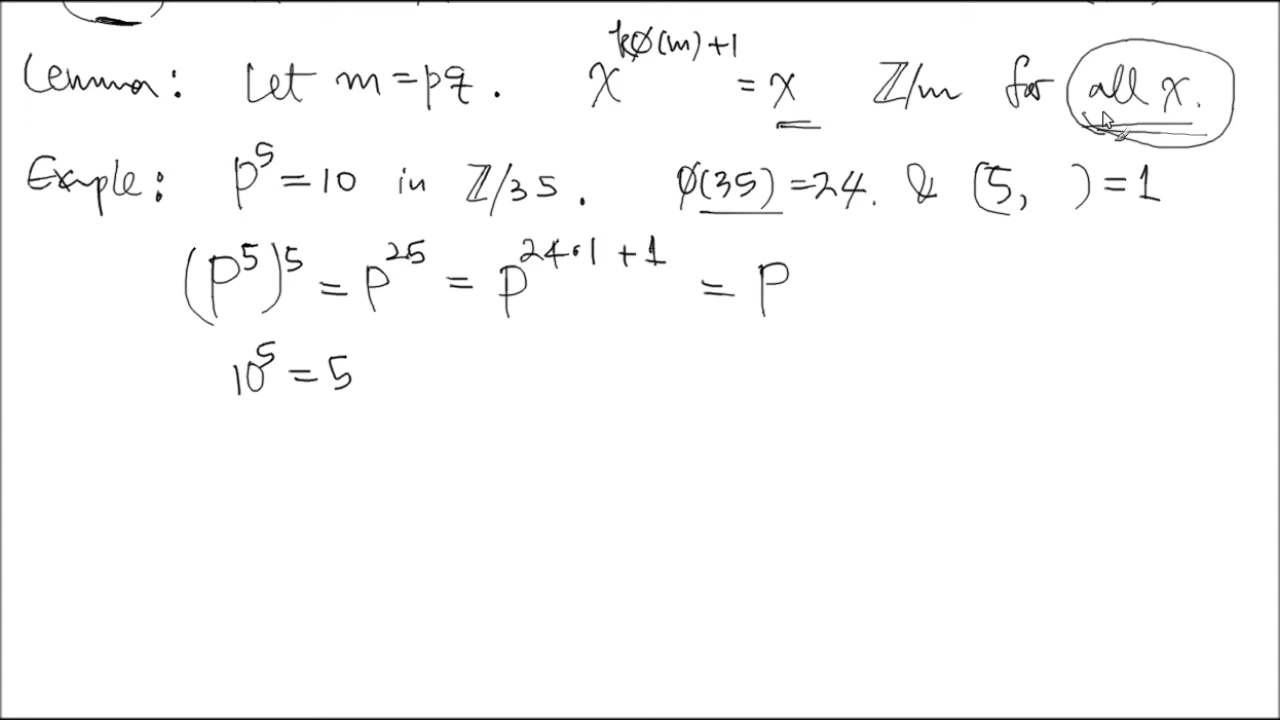 Lemma: Let m = pq. x^{kφ(m)+1} = x ℤ/m for all x.
Example: P^5 = 10 in ℤ/35. φ(35) = 24. & (5, ) = 1
(P^5)^5 = P^{25} = P^{24·1+1} = P
10^5 = 5